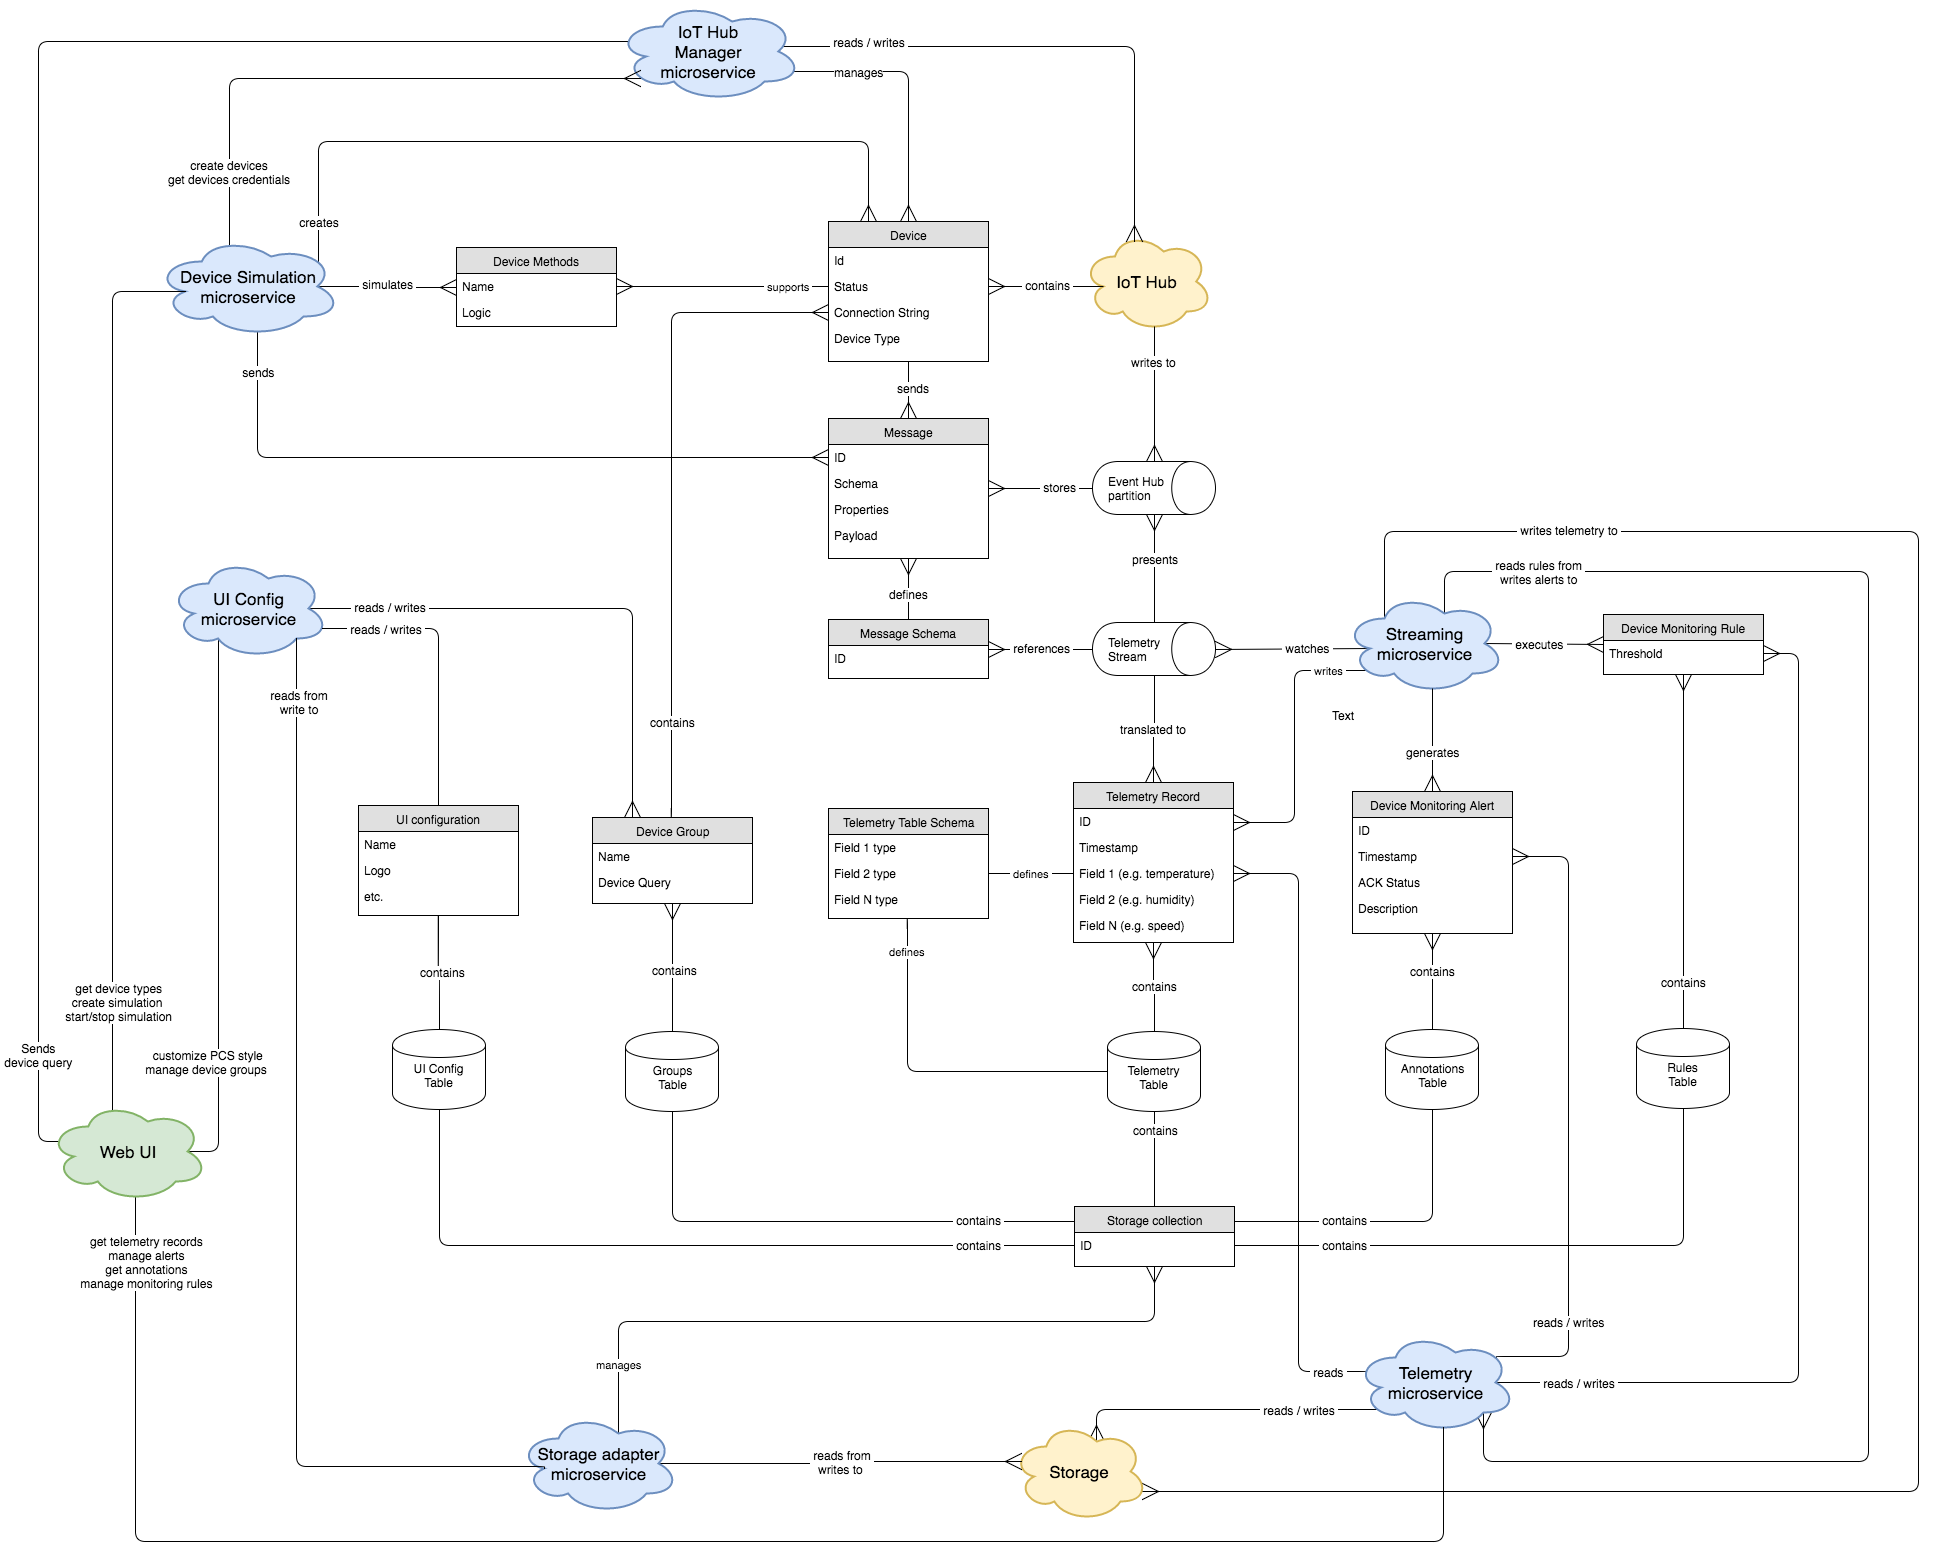 IoT Hub
Manager
microservice
reads / writes
manages
create devices
get devices credentials
creates
Device Simulation
microservice
simulates
Device Methods
Name
Logic
supports
Device
Id
Status
Connection String
Device Type
contains
IoT Hub
sends
sends
writes to
Message
ID
Schema
Properties
Payload
stores
Event Hub
partition
presents
writes telemetry to
reads rules from
writes alerts to
UI Config
microservice
reads / writes
reads / writes
defines
Message Schema
ID
references
Telemetry
Stream
watches
writes
Streaming
microservice
executes
Device Monitoring Rule
Threshold
reads from
write to
contains
translated to
Text
generates
UI configuration
Name
Logo
etc.
Device Group
Name
Device Query
Telemetry Table Schema
Field 1 type
Field 2 type
Field N type
defines
Telemetry Record
ID
Timestamp
Field 1 (e.g. temperature)
Field 2 (e.g. humidity)
Field N (e.g. speed)
Device Monitoring Alert
ID
Timestamp
ACK Status
Description
defines
contains
contains
contains
contains
contains
get device types
create simulation
start/stop simulation
Sends
device query
customize PCS style
manage device groups
UI Config
Table
Groups
Table
Telemetry
Table
Annotations
Table
Rules
Table
Web UI
contains
get telemetry records
manage alerts
get annotations
manage monitoring rules
contains
contains
Storage collection
ID
contains
contains
manages
reads / writes
reads
Telemetry
microservice
reads / writes
reads / writes
Storage adapter
microservice
reads from
writes to
Storage